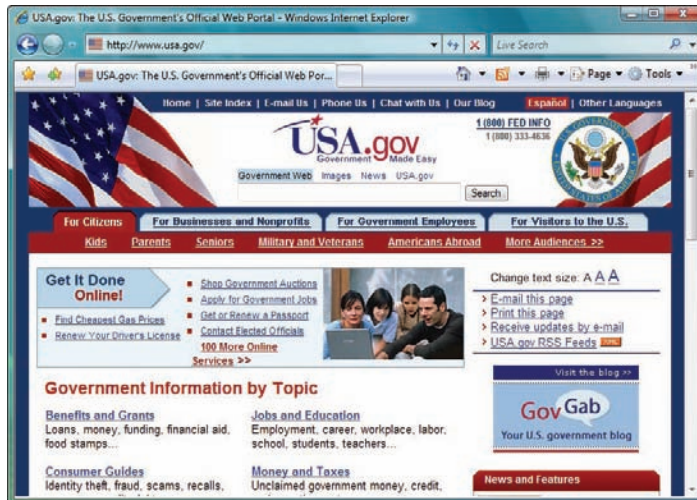 USA.gov: The U.S. Government's Official Web Portal - Windows Internet Explorer
http://www.usa.gov/
Live Search
USA.gov: The U.S. Government's Official Web Por...
Page
Tools
Home | Site Index | E-mail Us | Phone Us | Chat with Us | Our Blog
Español | Other Languages
USA.gov
Government Made Easy
1 (800) FED INFO
1 (800) 333-4636
Government Web Images News USA.gov
Search
For Citizens
For Businesses and Nonprofits
For Government Employees
For Visitors to the U.S.
Kids Parents Seniors Military and Veterans Americans Abroad More Audiences >>
Get It Done
Online!
Find Cheapest Gas Prices
Renew Your Driver's License
Shop Government Auctions
Apply for Government Jobs
Get or Renew a Passport
Contact Elected Officials
100 More Online
Services >>
Change text size: A A A
E-mail this page
Print this page
Receive updates by e-mail
USA.gov RSS Feeds XML
Government Information by Topic
Benefits and Grants
Loans, money, funding, financial aid,
food stamps...
Jobs and Education
Employment, career, workplace, labor,
school, students, teachers...
Consumer Guides
Identity theft, fraud, scams, recalls,
Money and Taxes
Unclaimed government money, credit,
Visit the blog >>
Gov Gab
Your U.S. government blog
News and Features